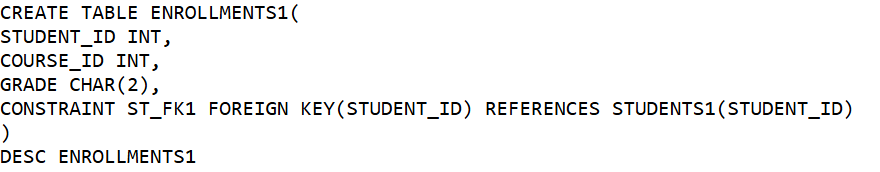 CREATE TABLE ENROLLMENTS1(
STUDENT_ID INT,
COURSE_ID INT,
GRADE CHAR(2),
CONSTRAINT ST_FK1 FOREIGN KEY(STUDENT_ID) REFERENCES STUDENTS1(STUDENT_ID)
)
DESC ENROLLMENTS1